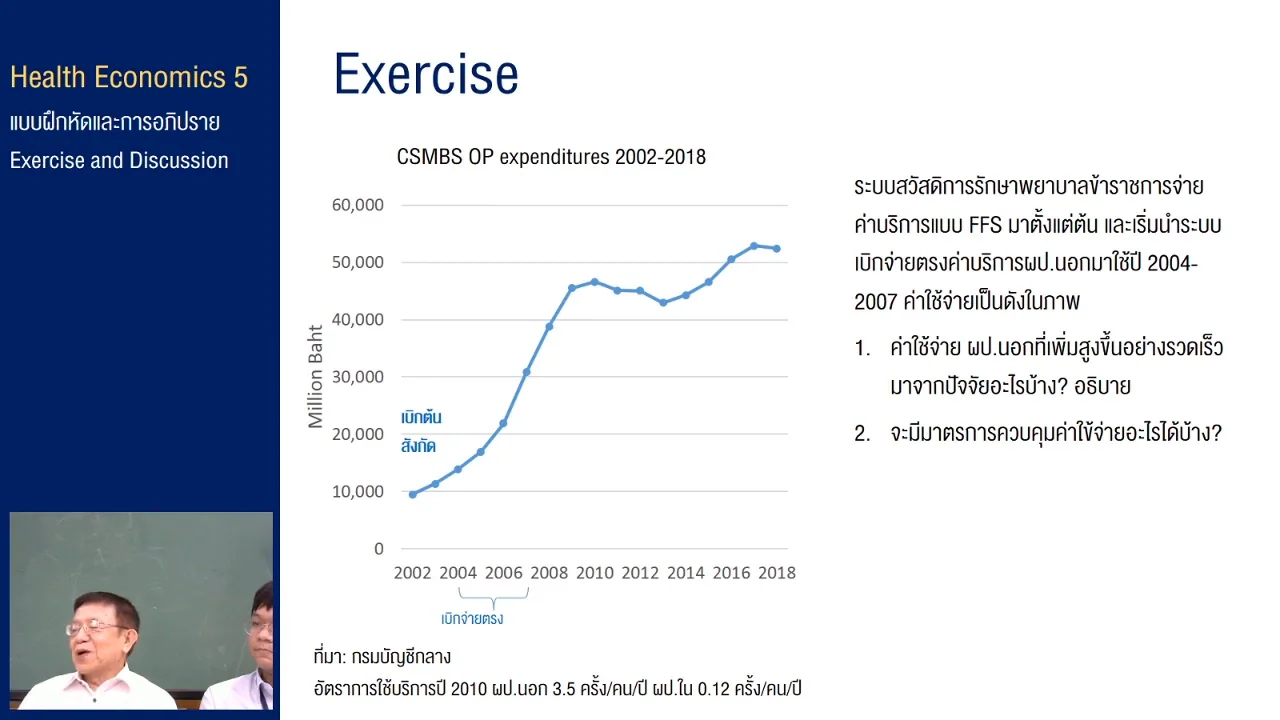 Health Economics 5
แบบฝึกหัดและการอภิปราย
Exercise and Discussion
Exercise
CSMBS OP expenditures 2002-2018
Million Baht
60,000
50,000
40,000
30,000
20,000
10,000
0
เบิกต้น
สังกัด
2002 2004 2006 2008 2010 2012 2014 2016 2018
เบิกจ่ายตรง
ที่มา: กรมบัญชีกลาง
อัตราการใช้บริการปี 2010 ผป.นอก 3.5 ครั้ง/คน/ปี ผป.ใน 0.12 ครั้ง/คน/ปี
ระบบสวัสดิการรักษาพยาบาลข้าราชการจ่าย
ค่าบริการแบบ FFS มาตั้งแต่ต้น และเริ่มนำระบบ
เบิกจ่ายตรงค่าบริการผป.นอกมาใช้ปี 2004-
2007 ค่าใช้จ่ายเป็นดังในภาพ
1. ค่าใช้จ่าย ผป.นอกที่เพิ่มสูงขึ้นอย่างรวดเร็ว
มาจากปัจจัยอะไรบ้าง? อธิบาย
2. จะมีมาตรการควบคุมค่าใข้จ่ายอะไรได้บ้าง?